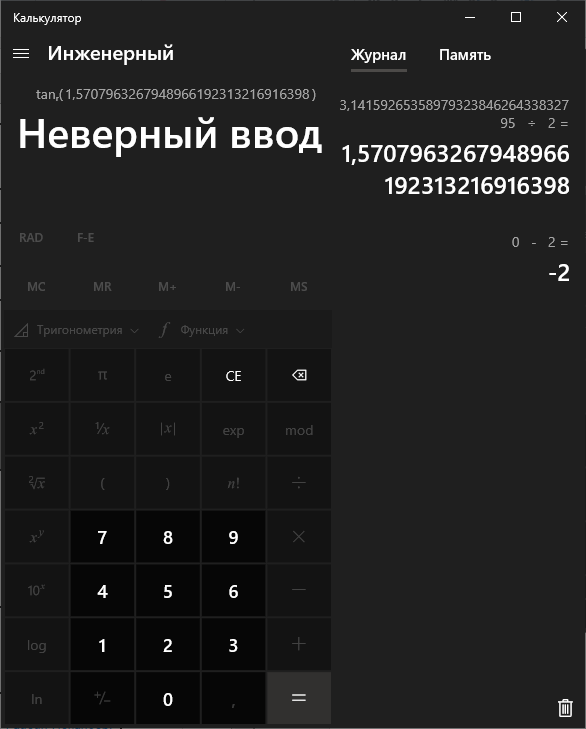 Калькулятор
Инженерный
Журнал Память
tanᵣ( 1,5707963267948966192313216916398 )
Неверный ввод
3,14159265358979323846264338327
95 ÷ 2 =
1,5707963267948966
192313216916398
0 - 2 =
-2
RAD F-E
MC MR M+ M- MS
Тригонометрия f Функция
2ⁿᵈ π e CE
x² ¹/x |x| exp mod
²√x ( ) n! ÷
xʸ 7 8 9 ×
10ˣ 4 5 6 −
log 1 2 3 +
ln +/− 0 , =